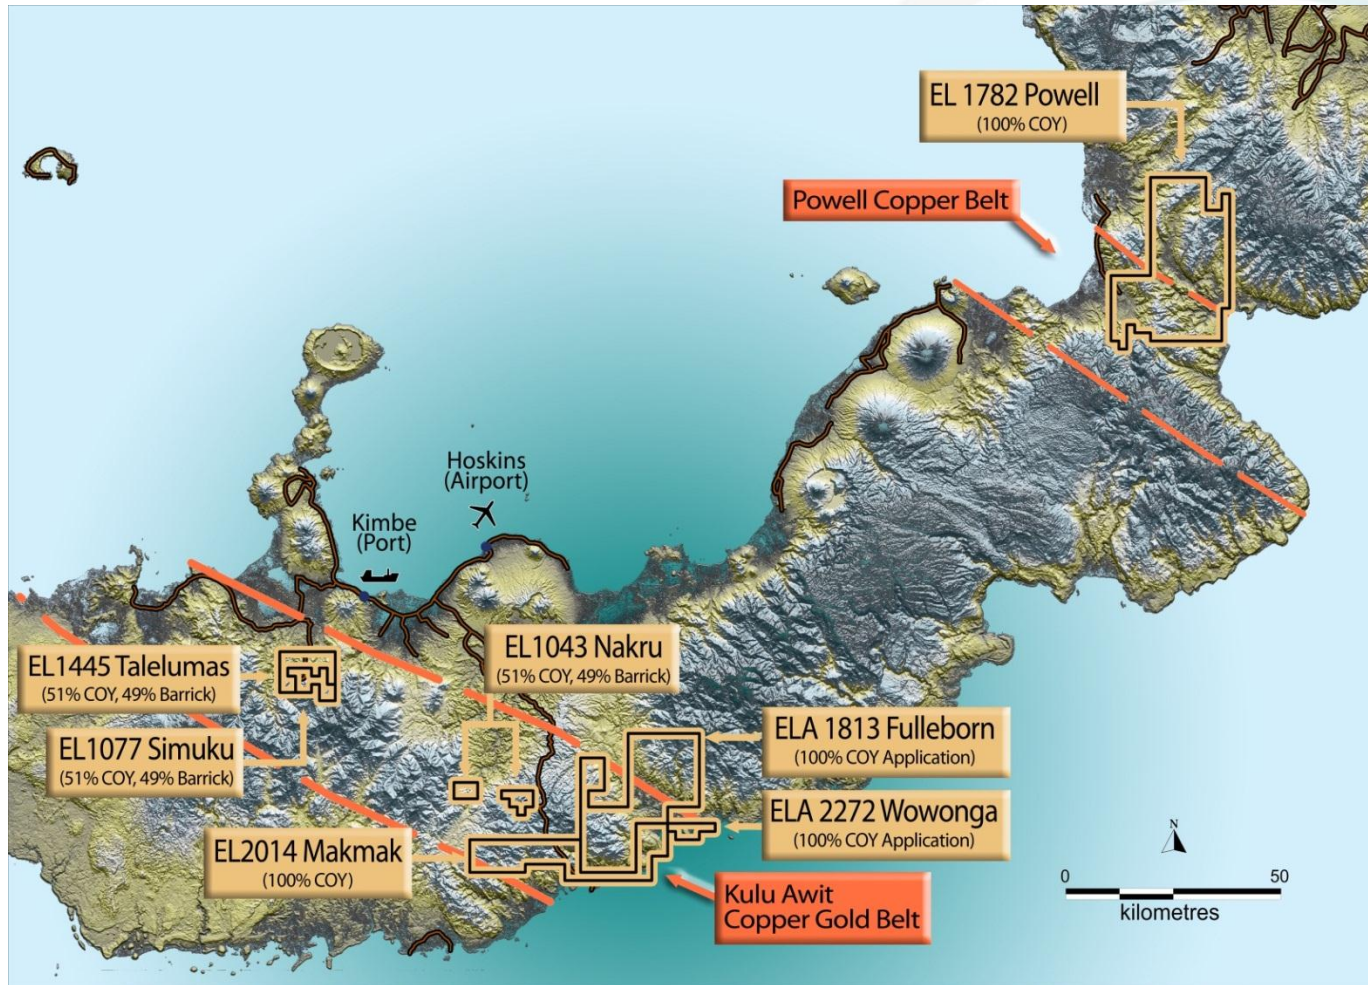 EL 1782 Powell
(100% COY)
Powell Copper Belt
Hoskins
(Airport)
Kimbe
(Port)
EL1445 Talelumas
(51% COY, 49% Barrick)
EL1043 Nakru
(51% COY, 49% Barrick)
EL1077 Simuku
(51% COY, 49% Barrick)
ELA 1813 Fulleborn
(100% COY Application)
ELA 2272 Wowonga
(100% COY Application)
EL2014 Makmak
(100% COY)
Kulu Awit
Copper Gold Belt
N
0 50
kilometres